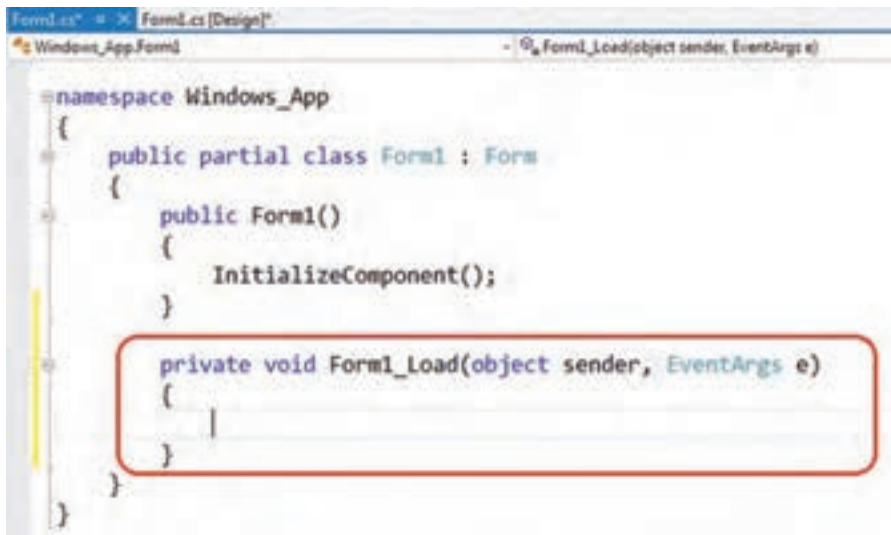 Form1.cs* Form1.cs [Design]*
Windows_App.Form1 Form1_Load(object sender, EventArgs e)
namespace Windows_App
{
public partial class Form1 : Form
{
public Form1()
{
InitializeComponent();
}
private void Form1_Load(object sender, EventArgs e)
{
}
}
}